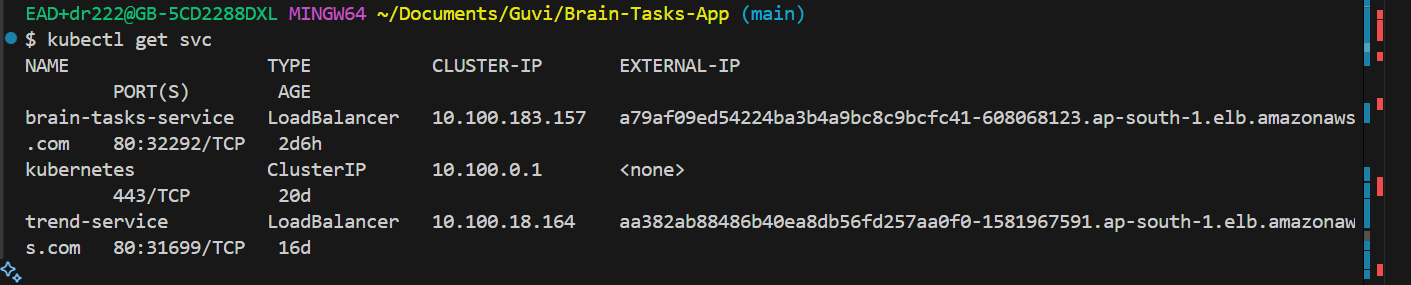 EAD+dr222@GB-5CD2288DXL MINGW64 ~/Documents/Guvi/Brain-Tasks-App (main)
$ kubectl get svc
NAME                  TYPE           CLUSTER-IP       EXTERNAL-IP
        PORT(S)        AGE
brain-tasks-service   LoadBalancer   10.100.183.157   a79af09ed54224ba3b4a9bc8c9bcfc41-608068123.ap-south-1.elb.amazonaws
.com    80:32292/TCP   2d6h
kubernetes            ClusterIP      10.100.0.1       <none>
        443/TCP        20d
trend-service         LoadBalancer   10.100.18.164    aa382ab88486b40ea8db56fd257aa0f0-1581967591.ap-south-1.elb.amazonaw
s.com   80:31699/TCP   16d